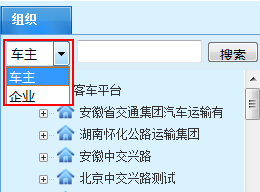 组织
车主 搜索
车主
企业
客车平台
安徽省交通集团汽车运输有
湖南怀化公路运输集团
安徽中交兴路
北京中交兴路测试